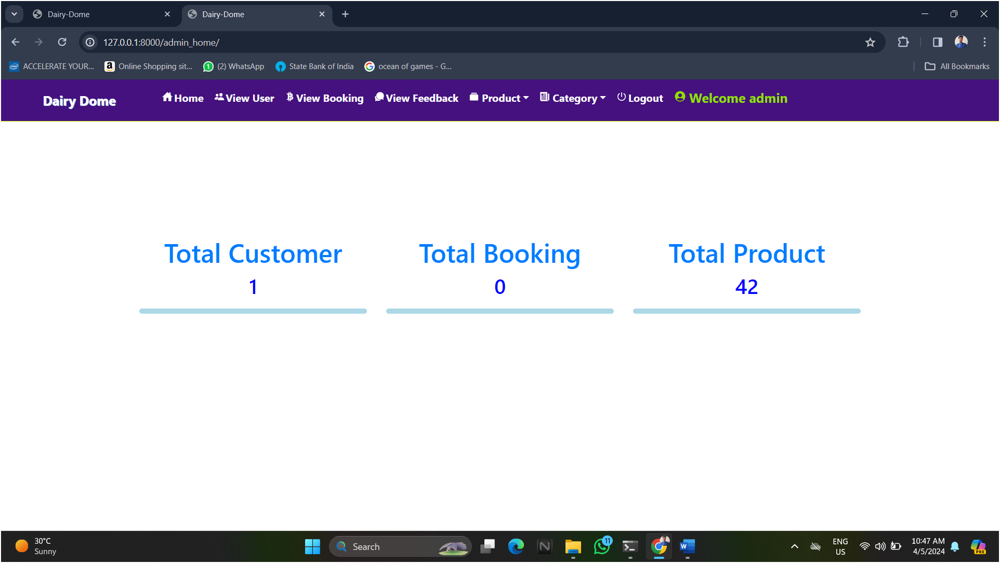 Dairy-Dome
Dairy-Dome
127.0.0.1:8000/admin_home/
ACCELERATE YOUR... Online Shopping sit... (2) WhatsApp State Bank of India ocean of games - G... All Bookmarks
Dairy Dome Home View User View Booking View Feedback Product Category Logout Welcome admin
Total Customer
1
Total Booking
0
Total Product
42
30°C
Sunny
Search
11
ENG
US
10:47 AM
4/5/2024
PRE